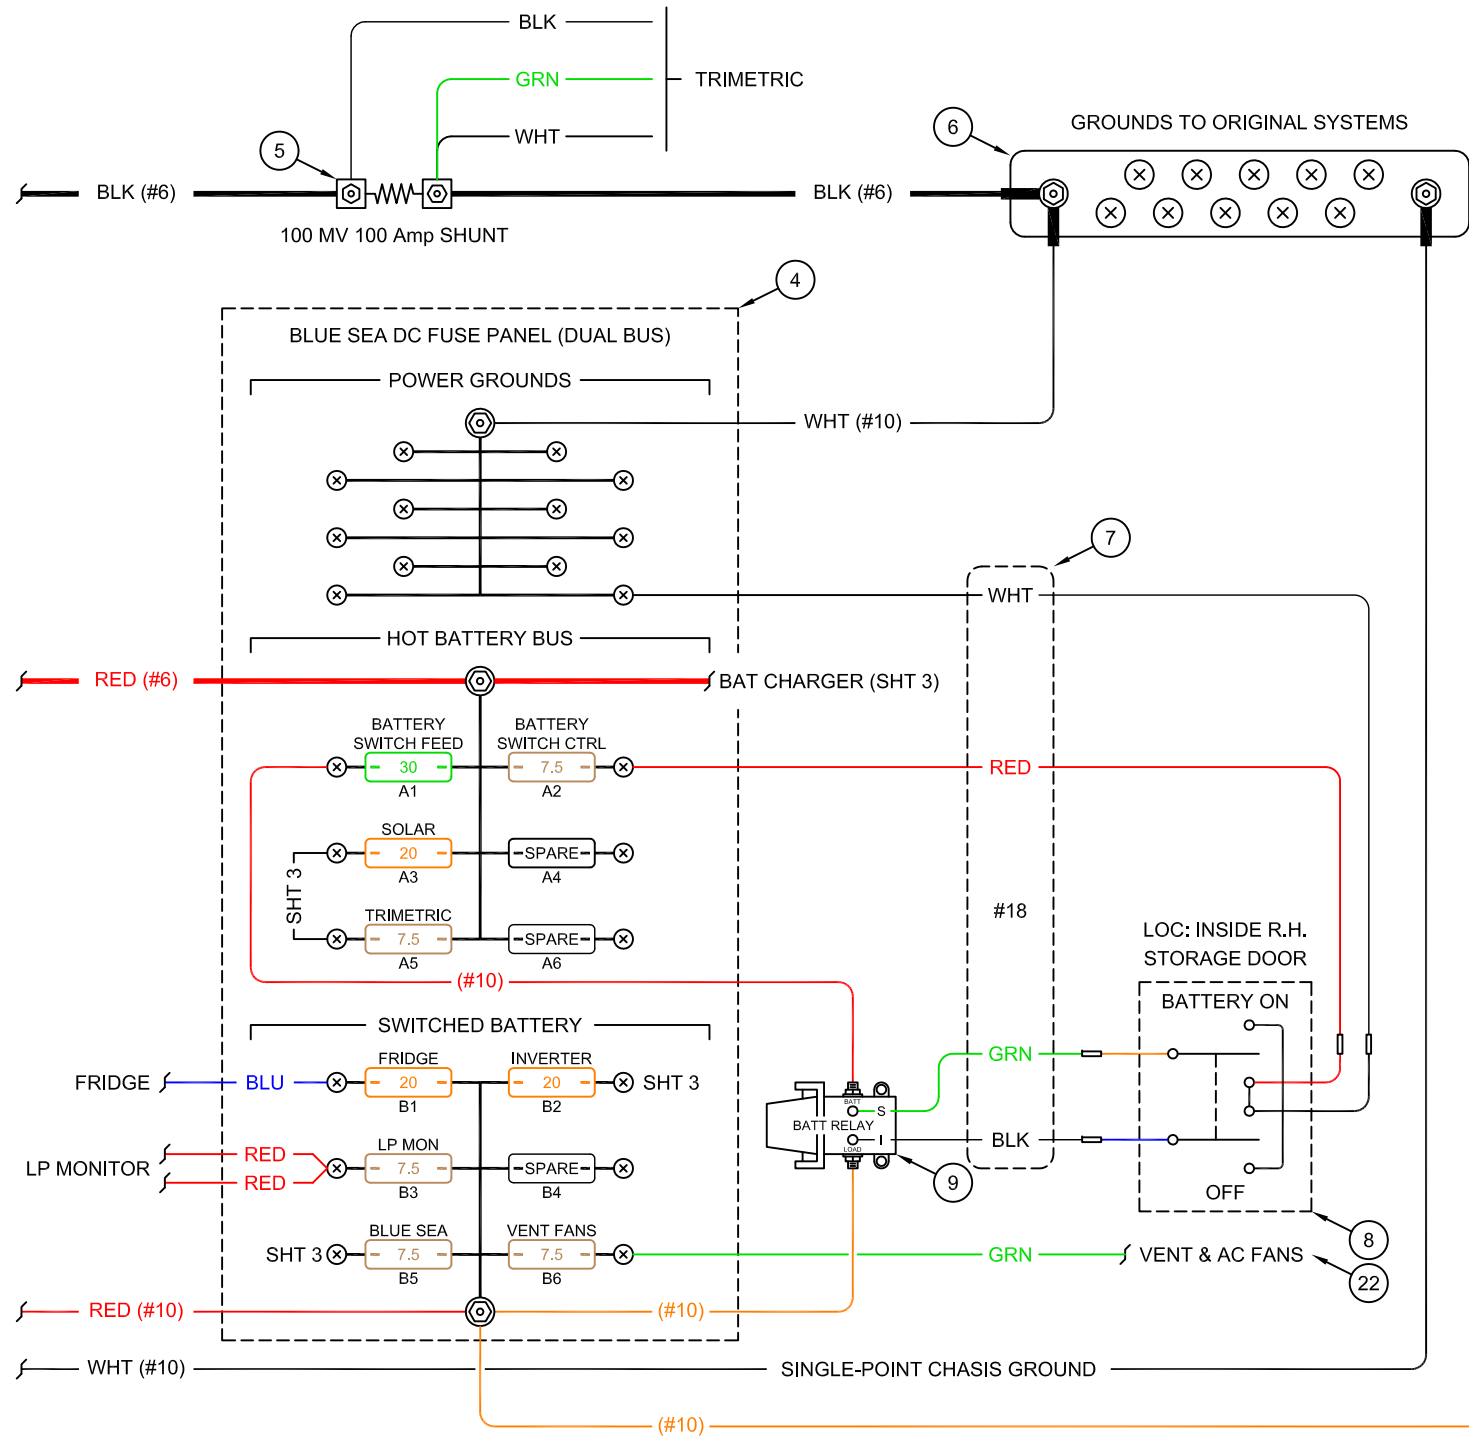 BLK
GRN
TRIMETRIC
WHT
5
6
GROUNDS TO ORIGINAL SYSTEMS
BLK (#6)
BLK (#6)
100 MV 100 Amp SHUNT
4
BLUE SEA DC FUSE PANEL (DUAL BUS)
POWER GROUNDS
WHT (#10)
7
WHT
HOT BATTERY BUS
RED (#6)
BAT CHARGER (SHT 3)
BATTERY
SWITCH FEED
30
A1
BATTERY
SWITCH CTRL
7.5
A2
RED
SOLAR
20
A3
SPARE
A4
SHT 3
#18
TRIMETRIC
7.5
A5
SPARE
A6
LOC: INSIDE R.H.
STORAGE DOOR
(#10)
BATTERY ON
SWITCHED BATTERY
FRIDGE
BLU
FRIDGE
20
B1
INVERTER
20
B2
SHT 3
GRN
BATT
S
BATT RELAY
I
LOAD
BLK
LP MONITOR
RED
RED
LP MON
7.5
B3
SPARE
B4
9
OFF
SHT 3
BLUE SEA
7.5
B5
VENT FANS
7.5
B6
GRN
VENT & AC FANS
8
22
RED (#10)
(#10)
WHT (#10)
SINGLE-POINT CHASIS GROUND
(#10)